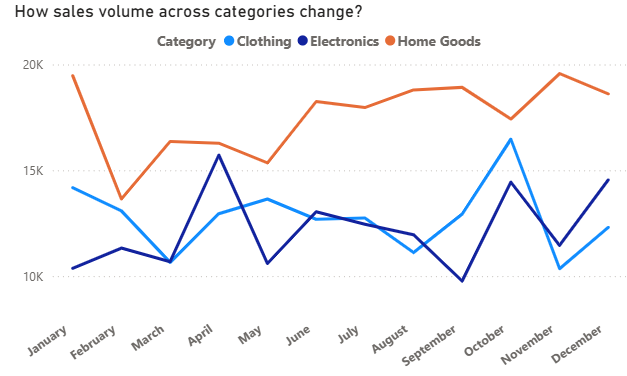 How sales volume across categories change?
Category Clothing Electronics Home Goods
20K
15K
10K
January February March April May June July August September October November December